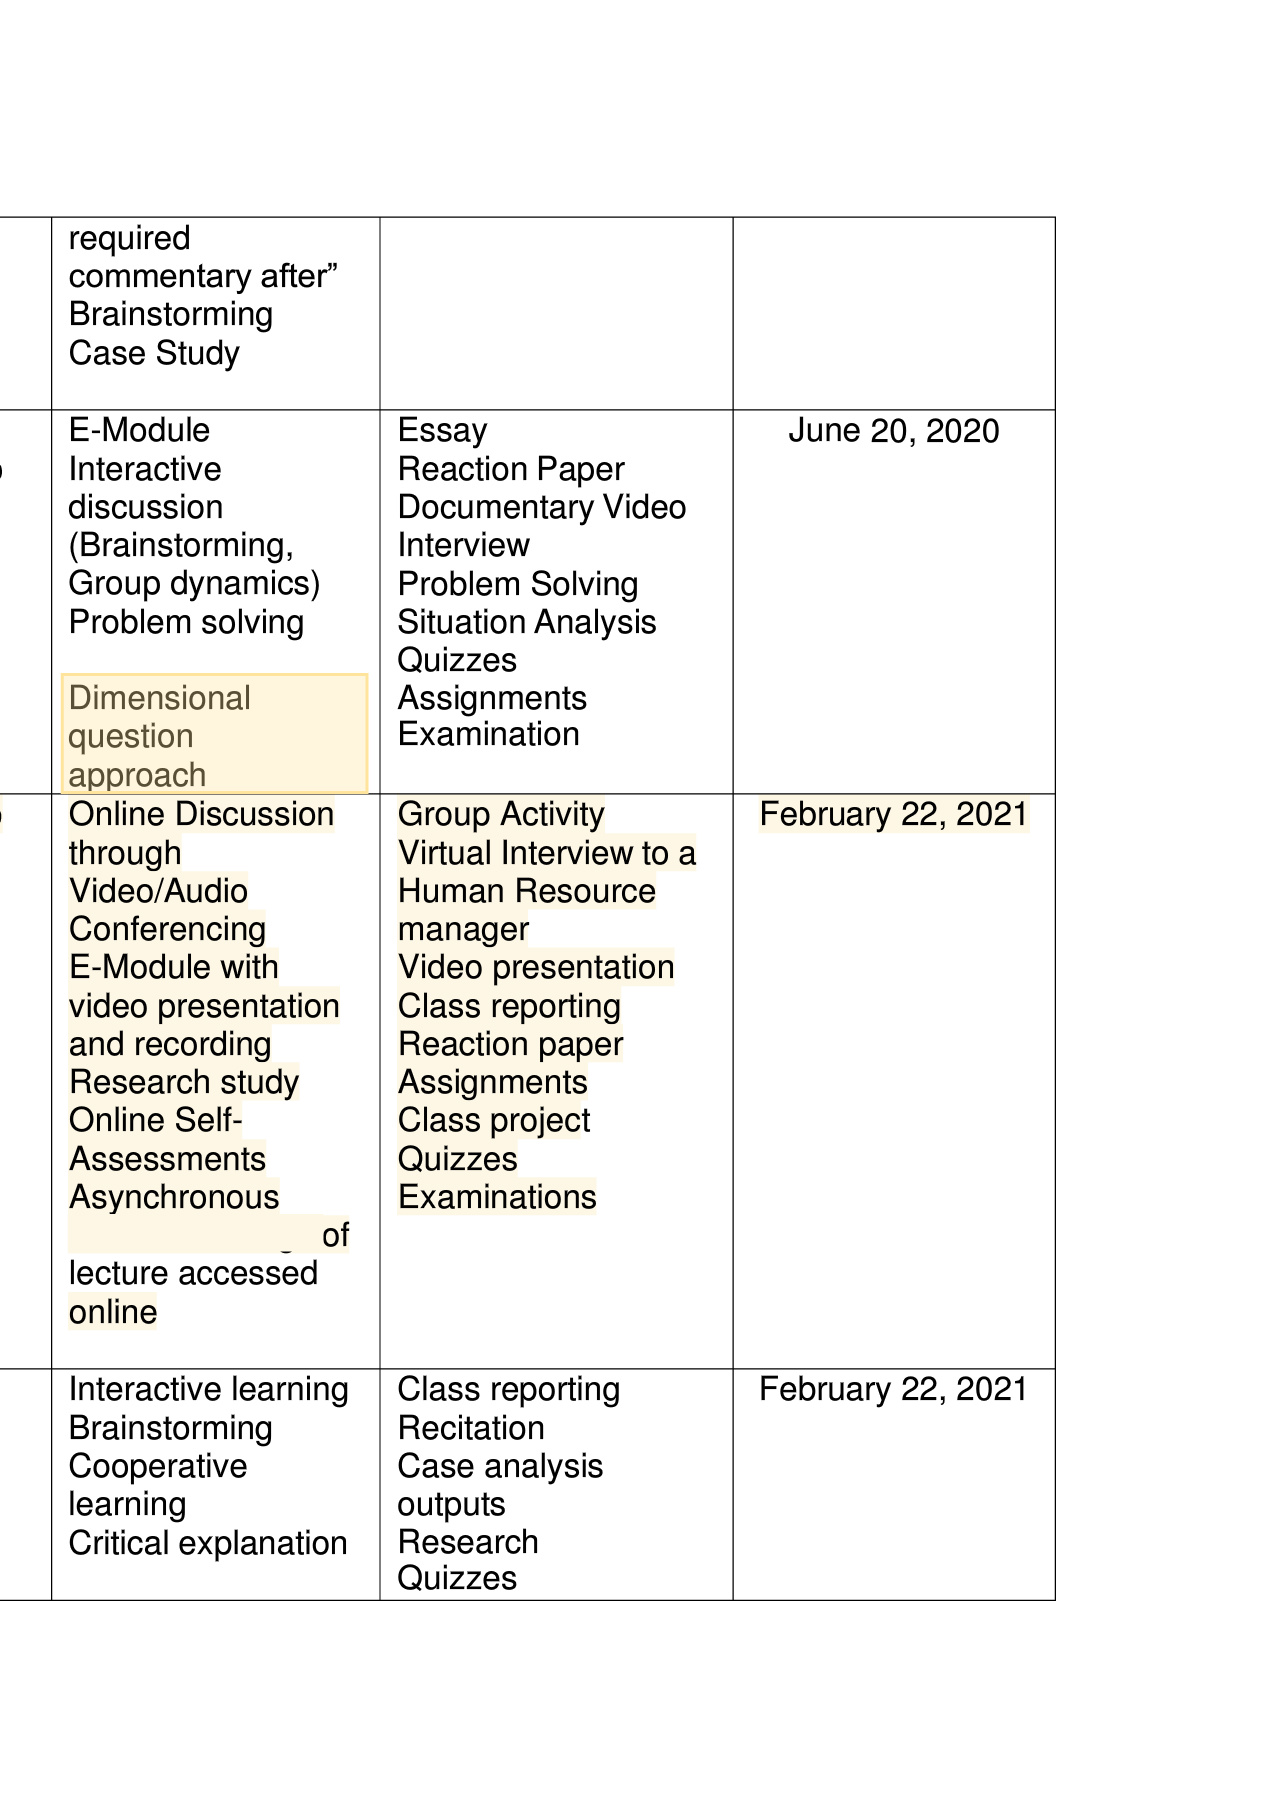 required
commentary after”
Brainstorming
Case Study
E-Module
Interactive
discussion
(Brainstorming,
Group dynamics)
Problem solving
Dimensional
question
approach
Essay
Reaction Paper
Documentary Video
Interview
Problem Solving
Situation Analysis
Quizzes
Assignments
Examination
June 20, 2020
Online Discussion
through
Video/Audio
Conferencing
E-Module with
video presentation
and recording
Research study
Online Self-
Assessments
Asynchronous
of
lecture accessed
online
Group Activity
Virtual Interview to a
Human Resource
manager
Video presentation
Class reporting
Reaction paper
Assignments
Class project
Quizzes
Examinations
February 22, 2021
Interactive learning
Brainstorming
Cooperative
learning
Critical explanation
Class reporting
Recitation
Case analysis
outputs
Research
Quizzes
February 22, 2021